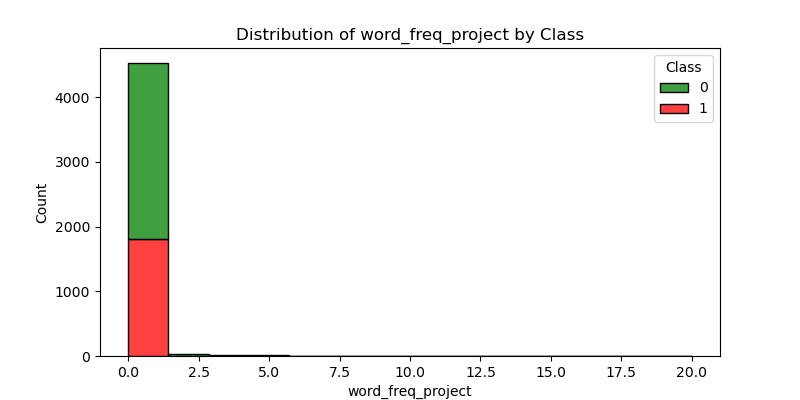 Distribution of word_freq_project by Class
Class
0
1
4000
3000
2000
1000
0
Count
0.0 2.5 5.0 7.5 10.0 12.5 15.0 17.5 20.0
word_freq_project